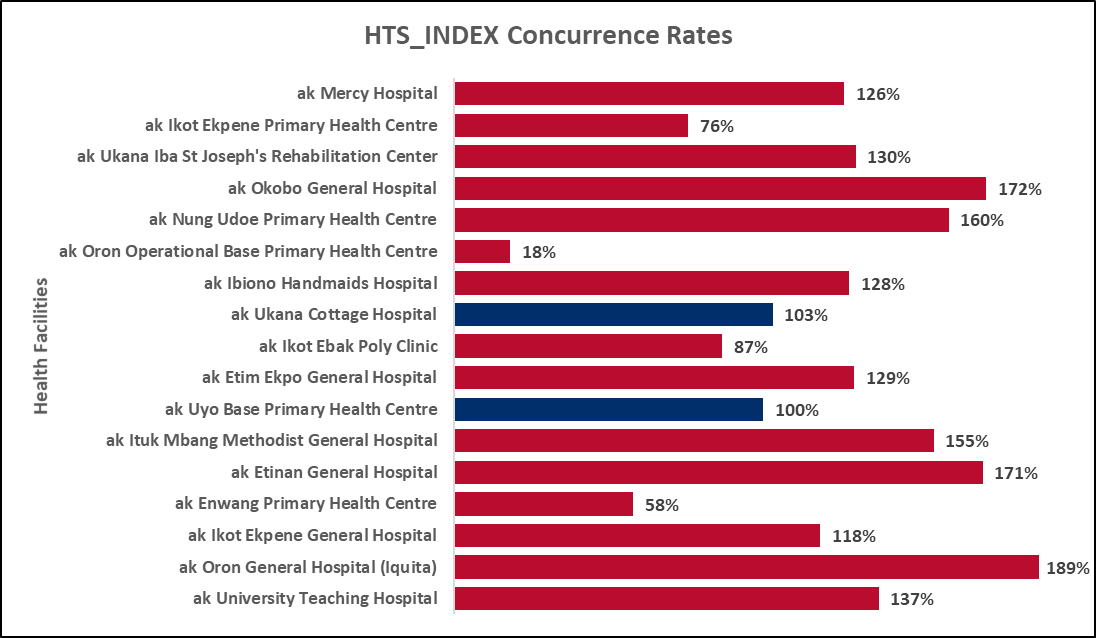 HTS_INDEX Concurrence Rates
Health Facilities
ak Mercy Hospital 126%
ak Ikot Ekpene Primary Health Centre 76%
ak Ukana Iba St Joseph's Rehabilitation Center 130%
ak Okobo General Hospital 172%
ak Nung Udoe Primary Health Centre 160%
ak Oron Operational Base Primary Health Centre 18%
ak Ibiono Handmaids Hospital 128%
ak Ukana Cottage Hospital 103%
ak Ikot Ebak Poly Clinic 87%
ak Etim Ekpo General Hospital 129%
ak Uyo Base Primary Health Centre 100%
ak Ituk Mbang Methodist General Hospital 155%
ak Etinan General Hospital 171%
ak Enwang Primary Health Centre 58%
ak Ikot Ekpene General Hospital 118%
ak Oron General Hospital (Iquita) 189%
ak University Teaching Hospital 137%